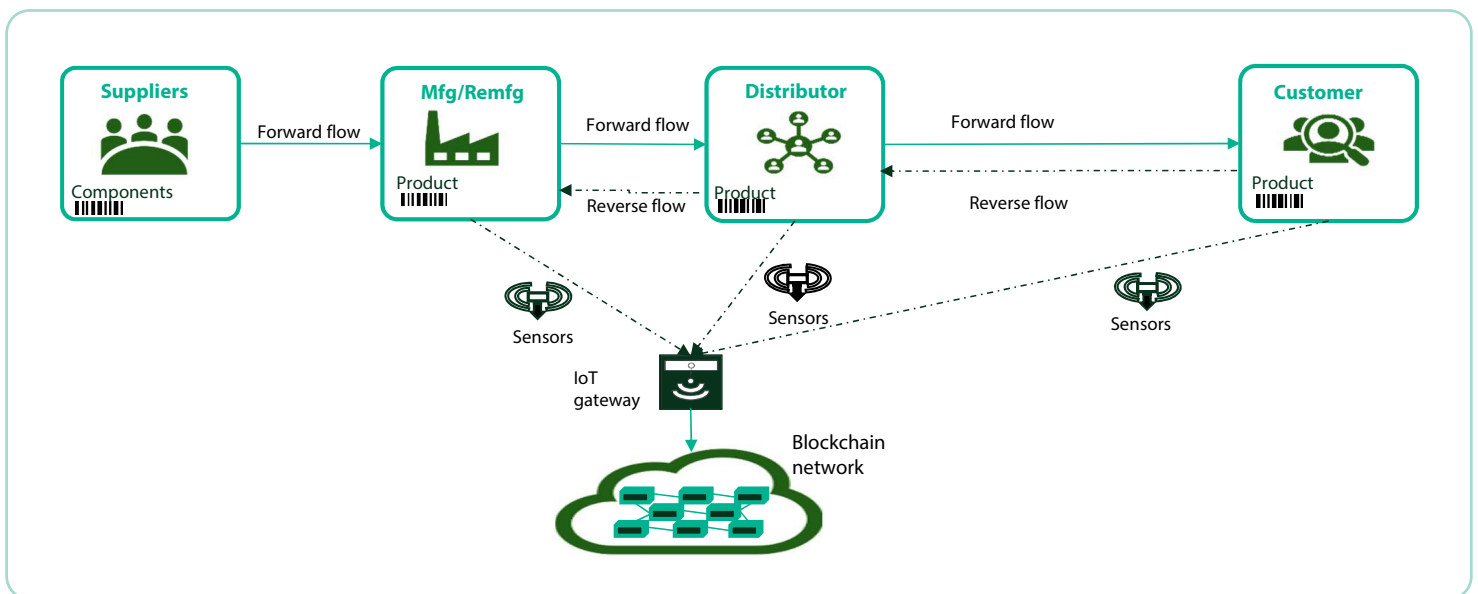 Suppliers
Components
Forward flow
Mfg/Remfg
Product
Forward flow
Reverse flow
Distributor
Product
Forward flow
Reverse flow
Customer
Product
Sensors
Sensors
Sensors
IoT
gateway
Blockchain
network